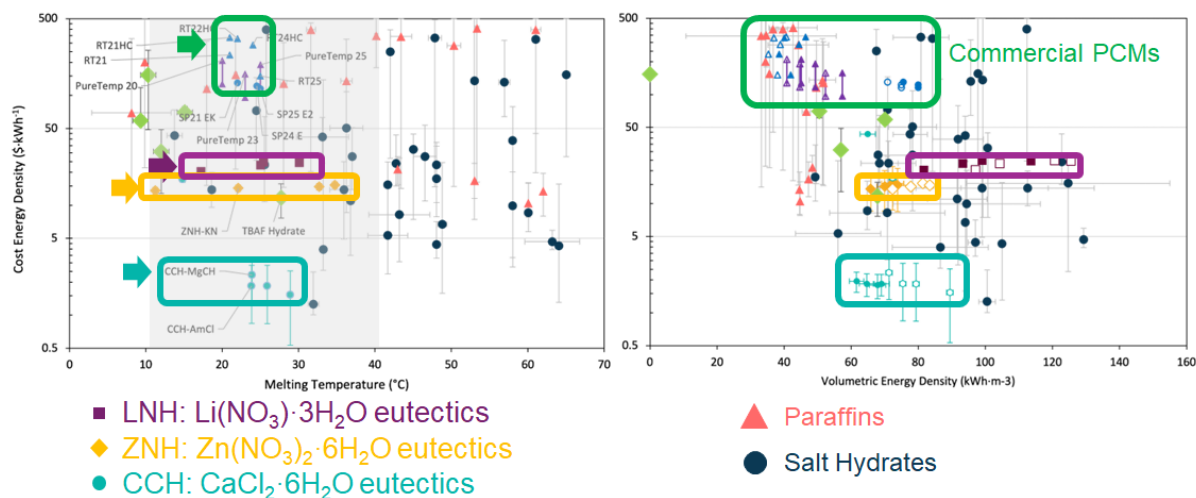 500
50
5
0.5
Cost Energy Density ($·kWh⁻¹)
RT22HC
RT21HC
RT24HC
RT21
PureTemp 25
PureTemp 20
RT25
SP21 EK
SP25 E2
PureTemp 23
SP24 E
ZNH-KN
TBAF Hydrate
CCH-MgCH
CCH-AmCl
0 10 20 30 40 50 60 70
Melting Temperature (°C)
500
50
5
0.5
Commercial PCMs
0 20 40 60 80 100 120 140 160
Volumetric Energy Density (kWh·m-3)
LNH: Li(NO₃)·3H₂O eutectics
ZNH: Zn(NO₃)₂·6H₂O eutectics
CCH: CaCl₂·6H₂O eutectics
Paraffins
Salt Hydrates